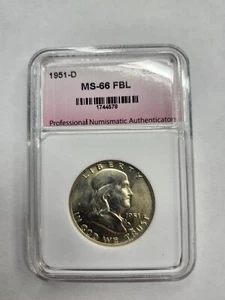 1951-D
MS-66 FBL
1744578
Professional Numismatic Authenticators
LIBERTY
1951
IN GOD WE TRUST